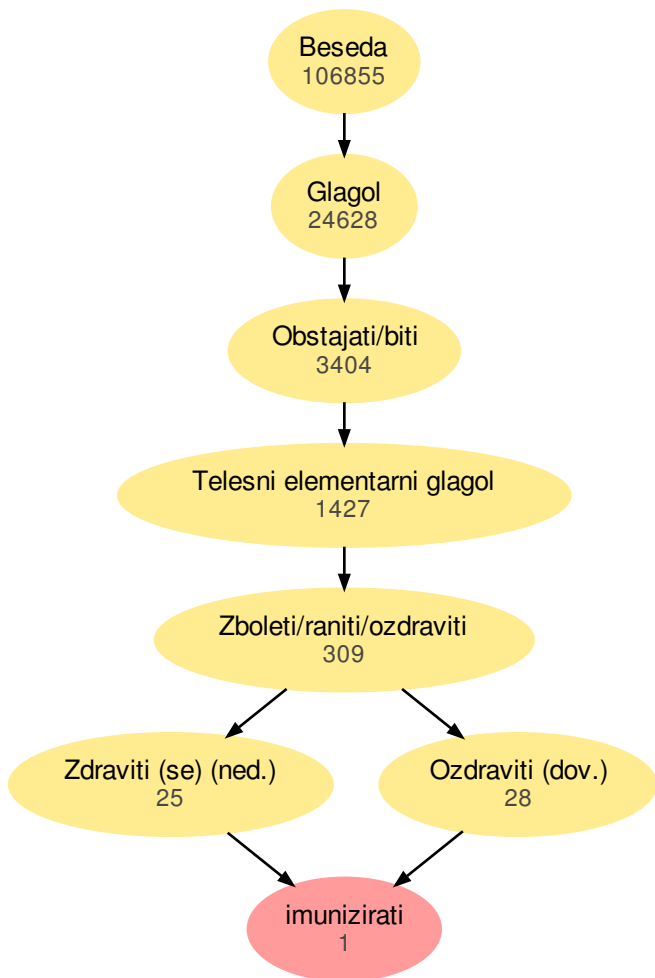 Beseda
106855
Glagol
24628
Obstajati/biti
3404
Telesni elementarni glagol
1427
Zboleti/raniti/ozdraviti
309
Zdraviti (se) (ned.)
25
Ozdraviti (dov.)
28
imunizirati
1